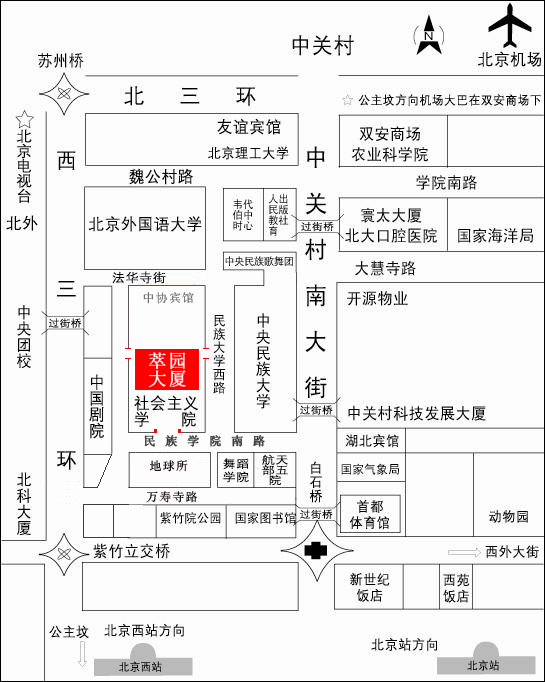 中关村
N
北京机场
苏州桥
北三环
☆ 公主坟方向机场大巴在双安商场下
友谊宾馆
北京理工大学
双安商场
农业科学院
北京电视台
西三环
魏公村路
学院南路
中关村南大街
北外
北京外国语大学
韦伯
代中心
人民教育
出版社
过街桥
寰太大厦
北大口腔医院
国家海洋局
中央民族歌舞团
大慧寺路
法华寺街
中协宾馆
开源物业
中央团校
过街桥
民族大学西路
中央民族大学
萃园
大厦
中国剧院
社会主义
学院
过街桥
中关村科技发展大厦
民族学院南路
湖北宾馆
北科大厦
地球所
舞蹈
学院
航天
部五
院
白石桥
国家气象局
万寿寺路
紫竹院公园
国家图书馆
过街桥
首都
体育馆
动物园
紫竹立交桥
西外大街
新世纪
饭店
西苑
饭店
公主坟
北京西站方向
北京站方向
北京西站
北京站